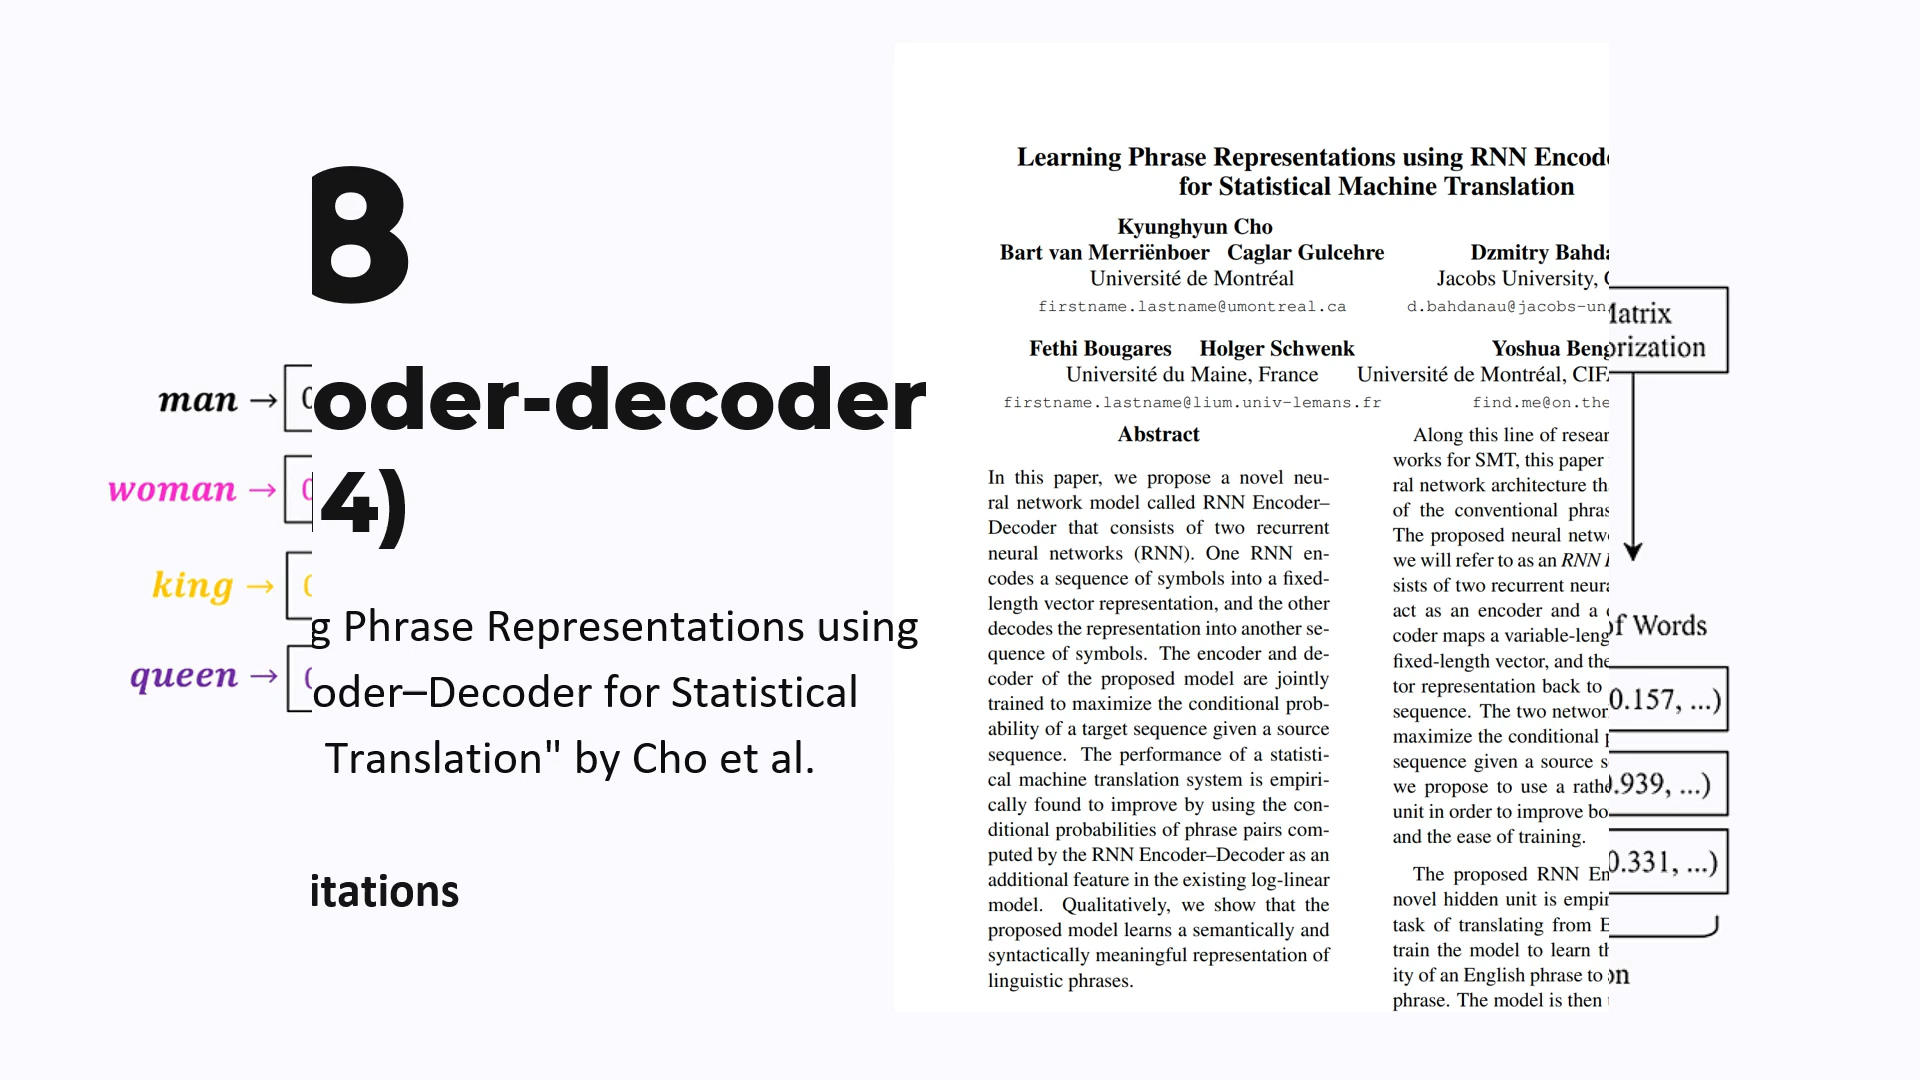 B
man →
woman →
king →
queen →
oder-decoder
4)
g Phrase Representations using
oder–Decoder for Statistical
Translation" by Cho et al.
itations
Learning Phrase Representations using RNN Encod
for Statistical Machine Translation
Kyunghyun Cho
Bart van Merriënboer Caglar Gulcehre
Université de Montréal
firstname.lastname@umontreal.ca
Dzmitry Bahda
Jacobs University,
d.bahdanau@jacobs-un
Fethi Bougares Holger Schwenk
Université du Maine, France
firstname.lastname@lium.univ-lemans.fr
Yoshua Beng
Université de Montréal, CIF
find.me@on.the
Abstract
In this paper, we propose a novel neu-
ral network model called RNN Encoder–
Decoder that consists of two recurrent
neural networks (RNN). One RNN en-
codes a sequence of symbols into a fixed-
length vector representation, and the other
decodes the representation into another se-
quence of symbols. The encoder and de-
coder of the proposed model are jointly
trained to maximize the conditional prob-
ability of a target sequence given a source
sequence. The performance of a statisti-
cal machine translation system is empiri-
cally found to improve by using the con-
ditional probabilities of phrase pairs com-
puted by the RNN Encoder–Decoder as an
additional feature in the existing log-linear
model. Qualitatively, we show that the
proposed model learns a semantically and
syntactically meaningful representation of
linguistic phrases.
Along this line of resear
works for SMT, this paper
ral network architecture th
of the conventional phras
The proposed neural netw
we will refer to as an RNN
sists of two recurrent neura
act as an encoder and a
coder maps a variable-leng
fixed-length vector, and the
tor representation back to
sequence. The two networ
maximize the conditional
sequence given a source s
we propose to use a rathe
unit in order to improve bo
and the ease of training.
The proposed RNN En
novel hidden unit is empir
task of translating from E
train the model to learn th
ity of an English phrase to
phrase. The model is then
Matrix
orization
of Words
0.157, ...)
.939, ...)
0.331, ...)
on